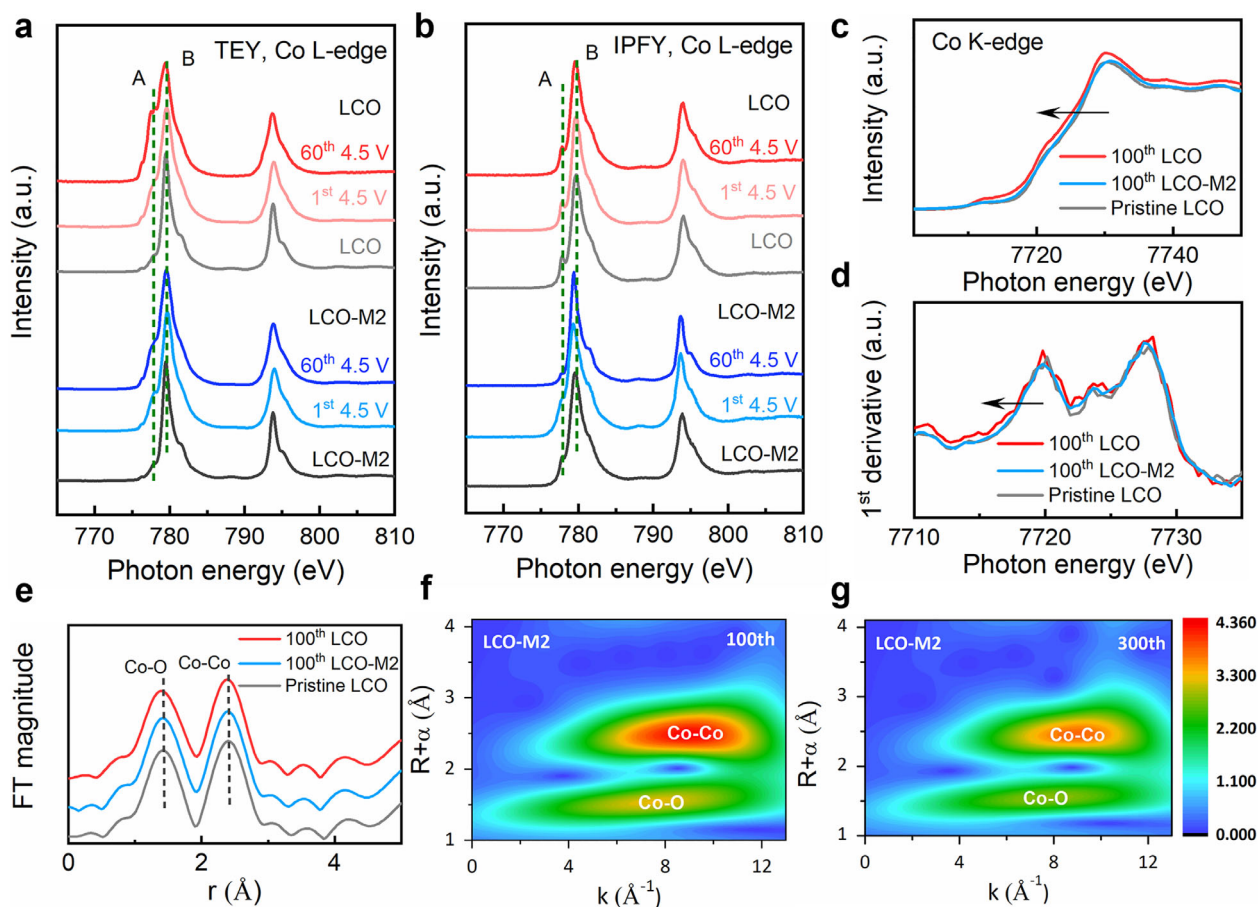 a
TEY, Co L-edge
A
B
LCO
60th 4.5 V
1st 4.5 V
LCO
LCO-M2
60th 4.5 V
1st 4.5 V
LCO-M2
Intensity (a.u.)
770 780 790 800 810
Photon energy (eV)
b
IPFY, Co L-edge
A
B
LCO
60th 4.5 V
1st 4.5 V
LCO
LCO-M2
60th 4.5 V
1st 4.5 V
LCO-M2
Intensity (a.u.)
770 780 790 800 810
Photon energy (eV)
c
Co K-edge
100th LCO
100th LCO-M2
Pristine LCO
Intensity (a.u.)
7720 7740
Photon energy (eV)
d
100th LCO
100th LCO-M2
Pristine LCO
1st derivative (a.u.)
7710 7720 7730
Photon energy (eV)
e
100th LCO
100th LCO-M2
Pristine LCO
Co-O
Co-Co
FT magnitude
0 2 4
r (Å)
f
LCO-M2 100th
Co-Co
Co-O
R+α (Å)
4
3
2
1
0 4 8 12
k (Å-1)
g
LCO-M2 300th
Co-Co
Co-O
R+α (Å)
4
3
2
1
0 4 8 12
k (Å-1)
4.360
3.300
2.200
1.100
0.000